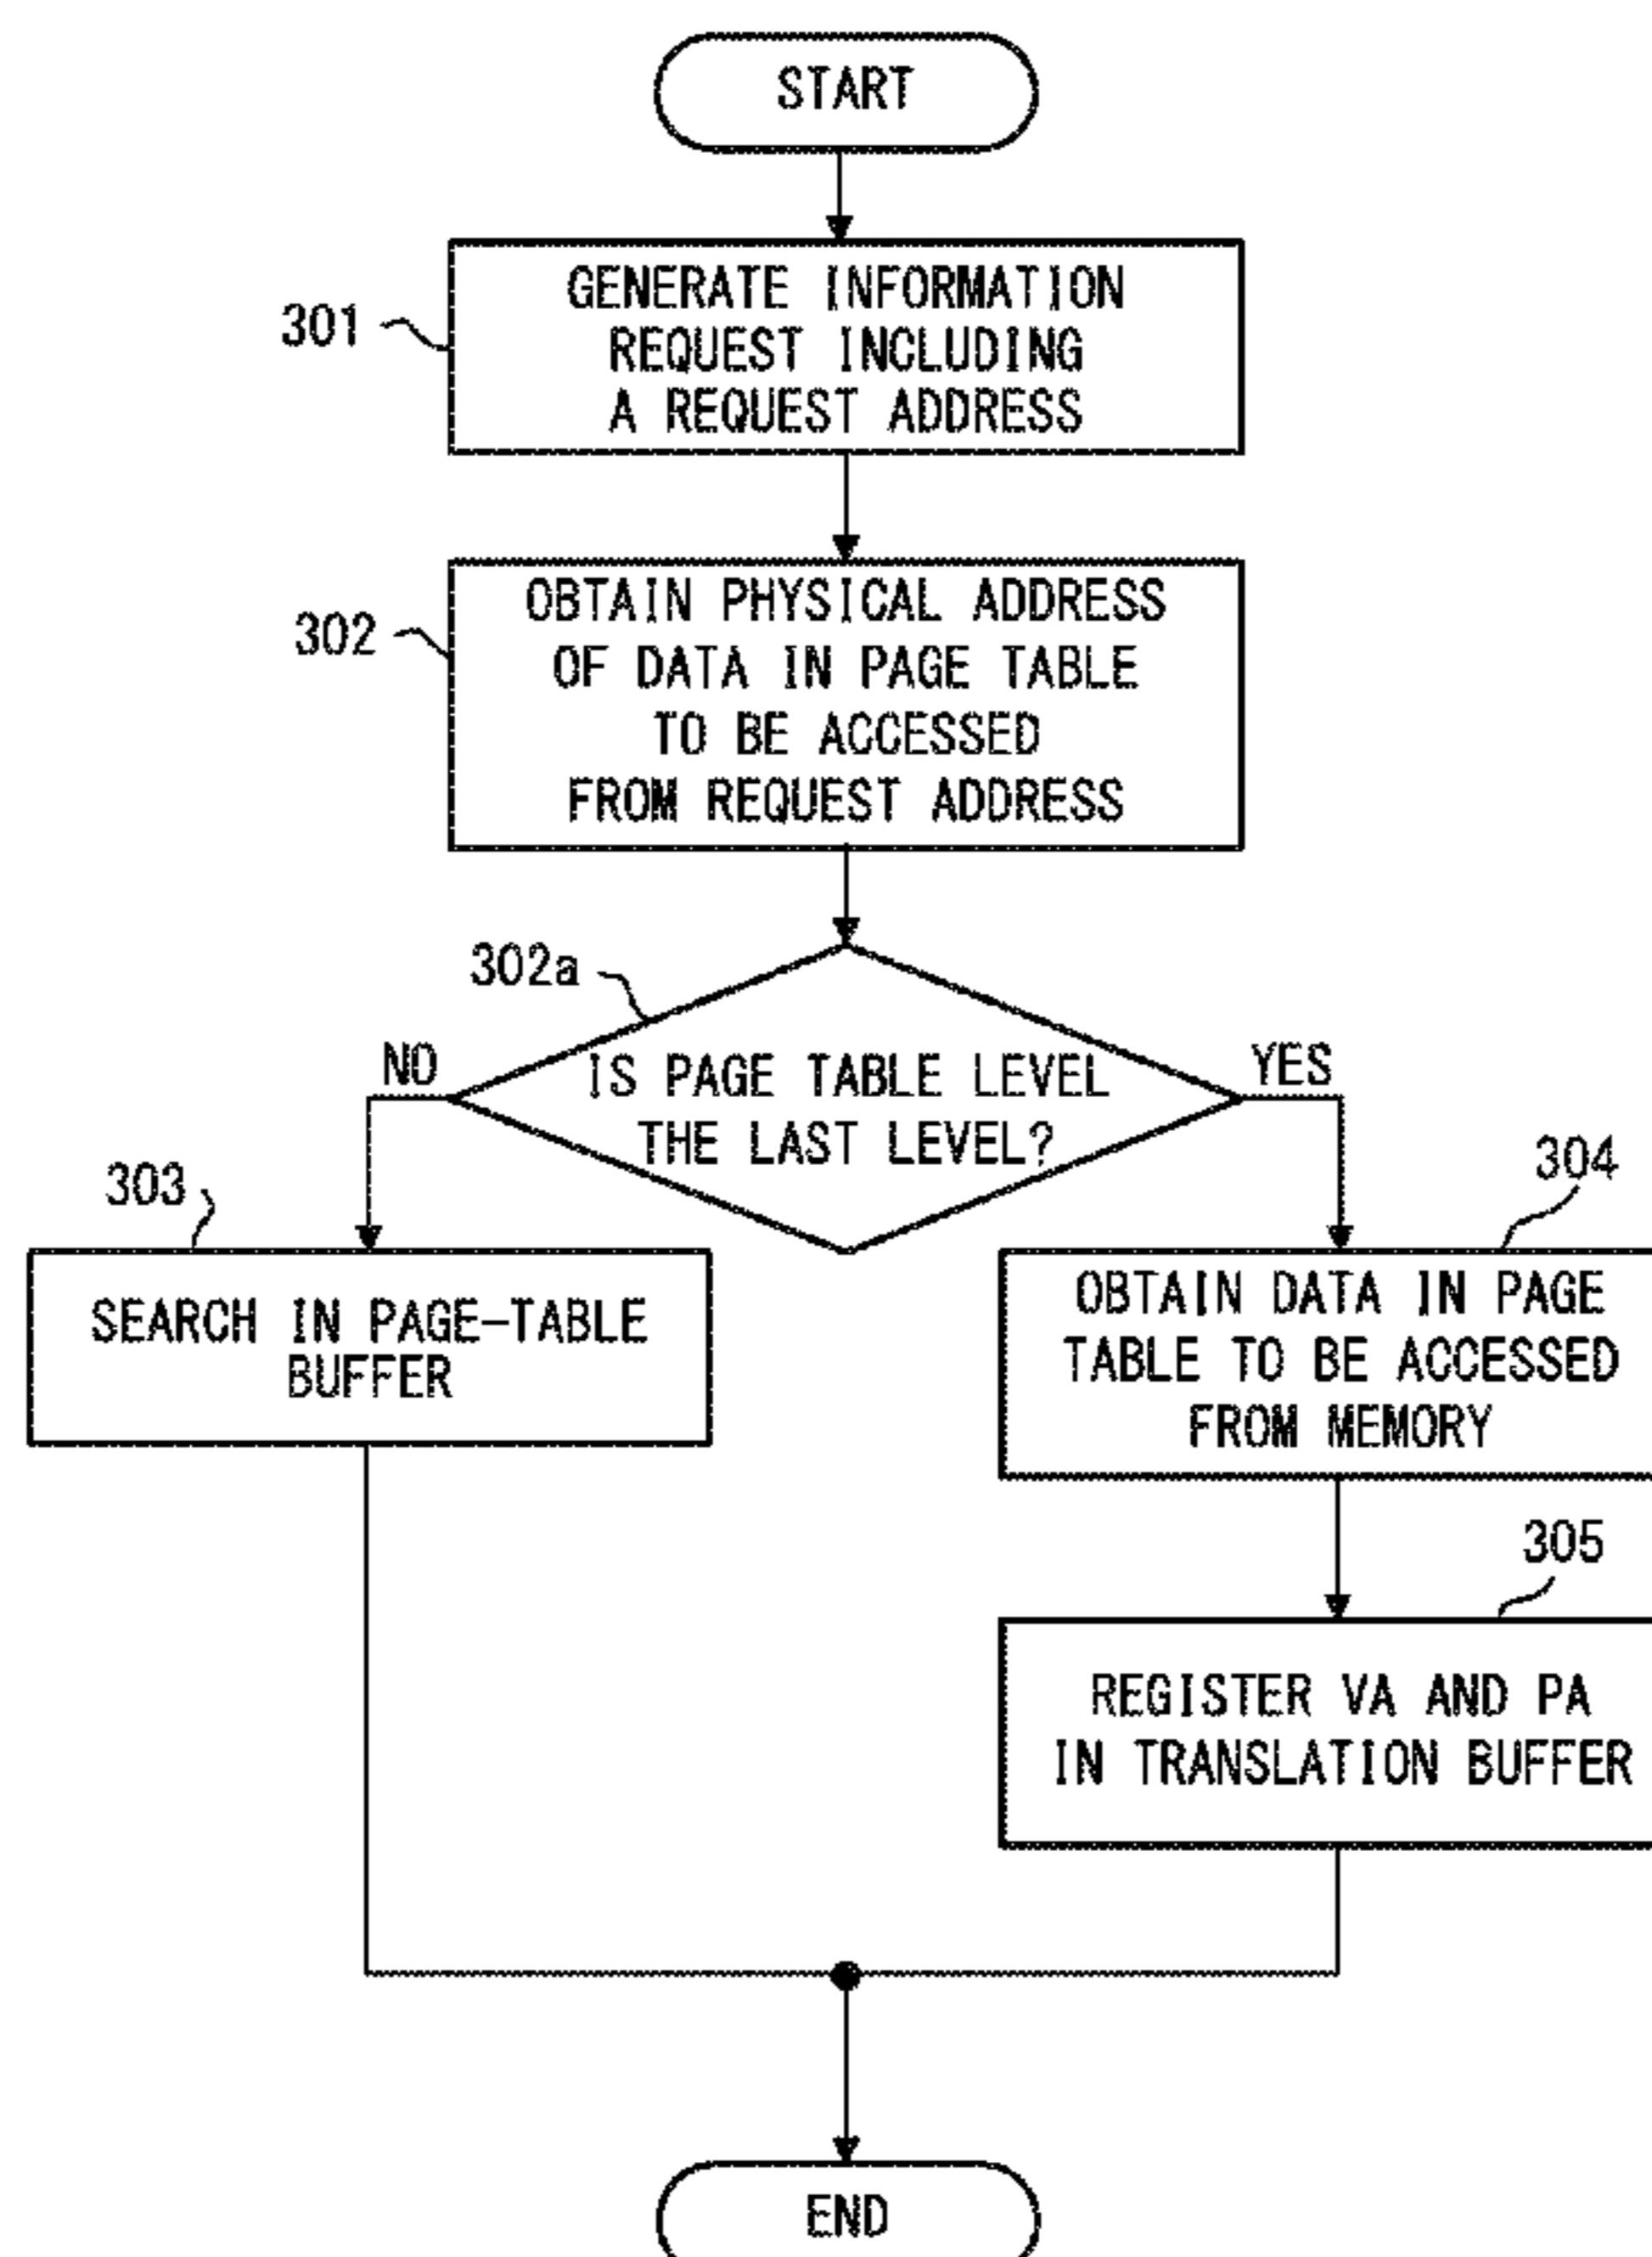 START
301
GENERATE INFORMATION
REQUEST INCLUDING
A REQUEST ADDRESS
302
OBTAIN PHYSICAL ADDRESS
OF DATA IN PAGE TABLE
TO BE ACCESSED
FROM REQUEST ADDRESS
302a
NO
IS PAGE TABLE LEVEL
THE LAST LEVEL?
YES
303
SEARCH IN PAGE-TABLE
BUFFER
304
OBTAIN DATA IN PAGE
TABLE TO BE ACCESSED
FROM MEMORY
305
REGISTER VA AND PA
IN TRANSLATION BUFFER
END